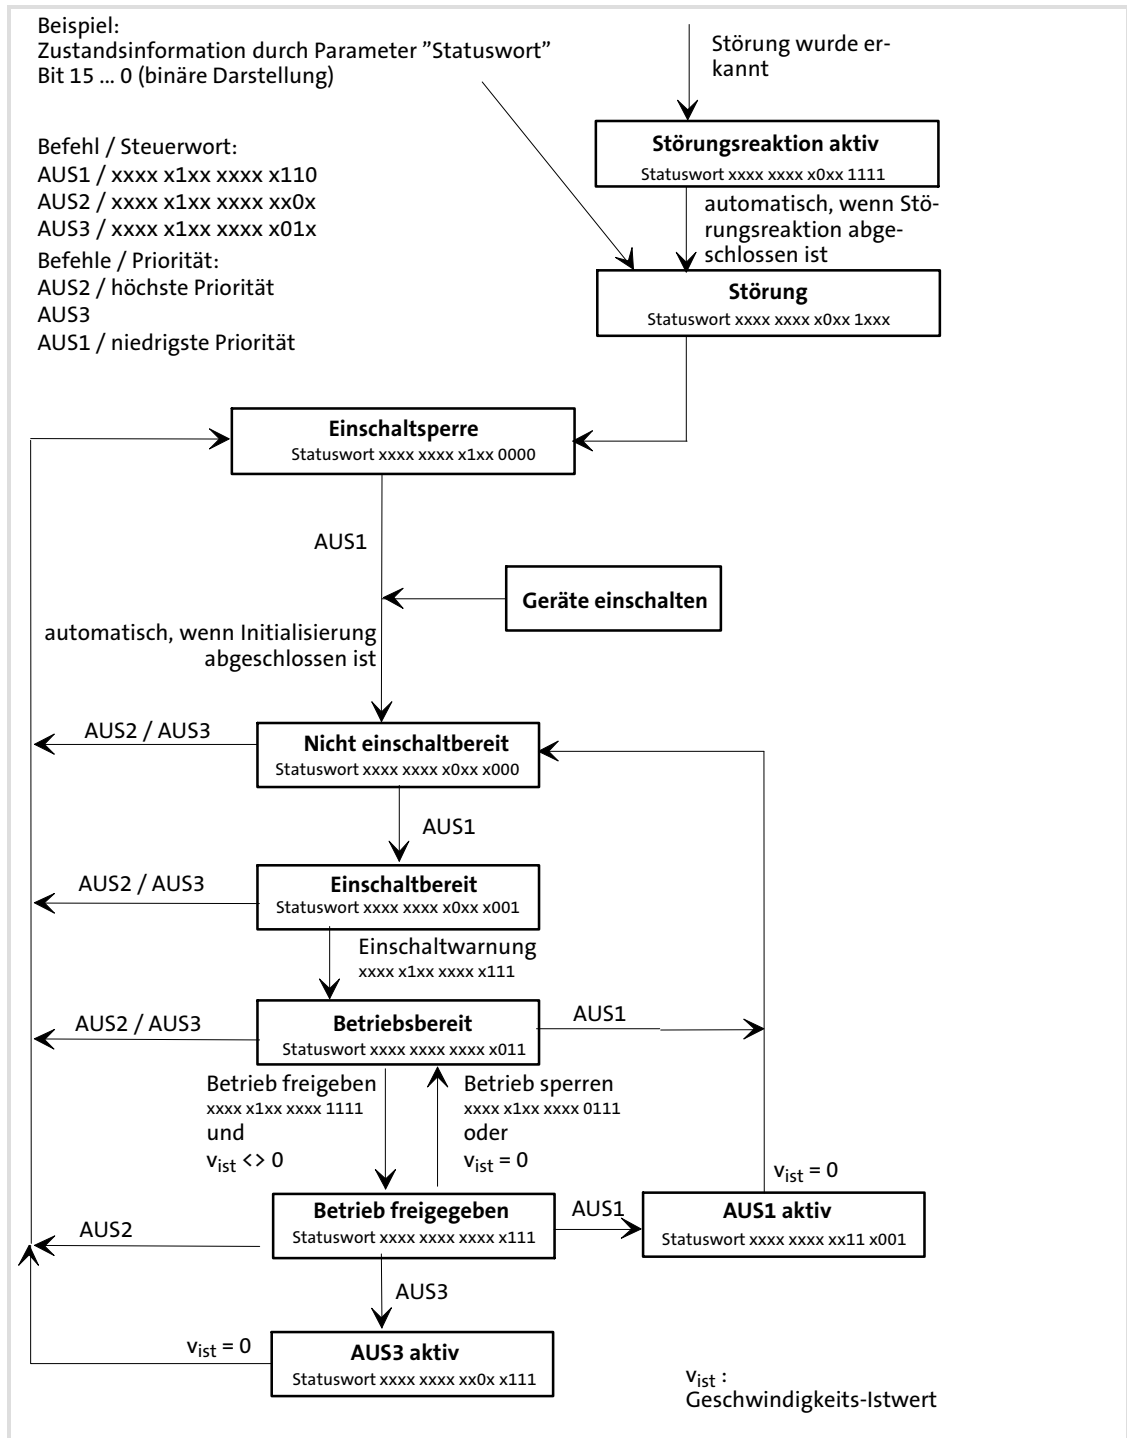 Beispiel:
Zustandsinformation durch Parameter ”Statuswort”
Bit 15 ... 0 (binäre Darstellung)
Störung wurde er-
kannt
Befehl / Steuerwort:
AUS1 / xxxx x1xx xxxx x110
AUS2 / xxxx x1xx xxxx xx0x
AUS3 / xxxx x1xx xxxx x01x
Befehle / Priorität:
AUS2 / höchste Priorität
AUS3
AUS1 / niedrigste Priorität
Störungsreaktion aktiv
Statuswort xxxx xxxx x0xx 1111
automatisch, wenn Stö-
rungsreaktion abge-
schlossen ist
Störung
Statuswort xxxx xxxx x0xx 1xxx
Einschaltsperre
Statuswort xxxx xxxx x1xx 0000
AUS1
Geräte einschalten
automatisch, wenn Initialisierung
abgeschlossen ist
AUS2 / AUS3
Nicht einschaltbereit
Statuswort xxxx xxxx x0xx x000
AUS1
AUS2 / AUS3
Einschaltbereit
Statuswort xxxx xxxx x0xx x001
Einschaltwarnung
xxxx x1xx xxxx x111
AUS2 / AUS3
Betriebsbereit
Statuswort xxxx xxxx xxxx x011
AUS1
Betrieb freigeben
xxxx x1xx xxxx 1111
und
vist <> 0
Betrieb sperren
xxxx x1xx xxxx 0111
oder
vist = 0
vist = 0
AUS2
Betrieb freigegeben
Statuswort xxxx xxxx xxxx x111
AUS1
AUS1 aktiv
Statuswort xxxx xxxx xx11 x001
AUS3
vist = 0
AUS3 aktiv
Statuswort xxxx xxxx xx0x x111
vist :
Geschwindigkeits-Istwert